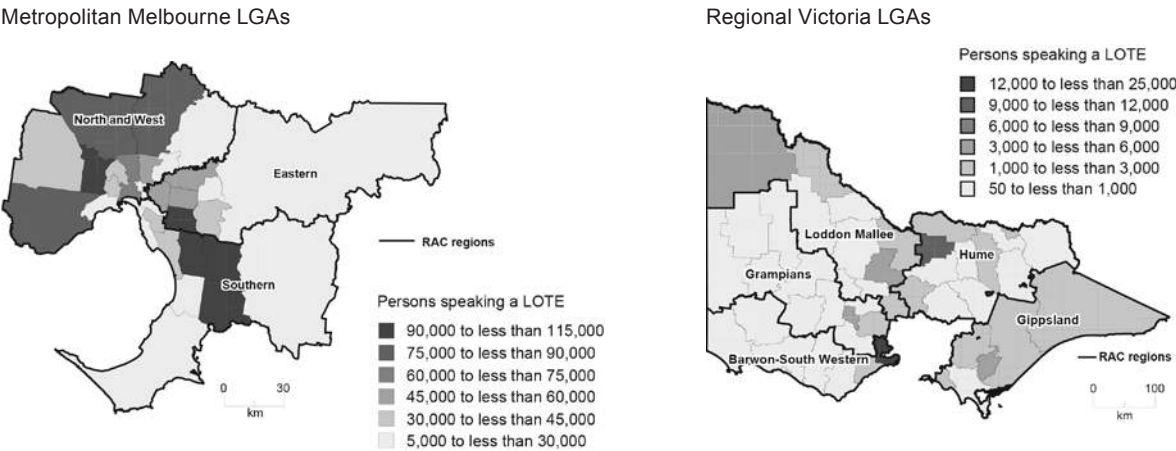 Metropolitan Melbourne LGAs
North and West
Eastern
Southern
RAC regions
Persons speaking a LOTE
90,000 to less than 115,000
75,000 to less than 90,000
60,000 to less than 75,000
45,000 to less than 60,000
30,000 to less than 45,000
5,000 to less than 30,000
0 30
km
Regional Victoria LGAs
Persons speaking a LOTE
12,000 to less than 25,000
9,000 to less than 12,000
6,000 to less than 9,000
3,000 to less than 6,000
1,000 to less than 3,000
50 to less than 1,000
Loddon Mallee
Hume
Grampians
Gippsland
Barwon-South Western
RAC regions
0 100
km